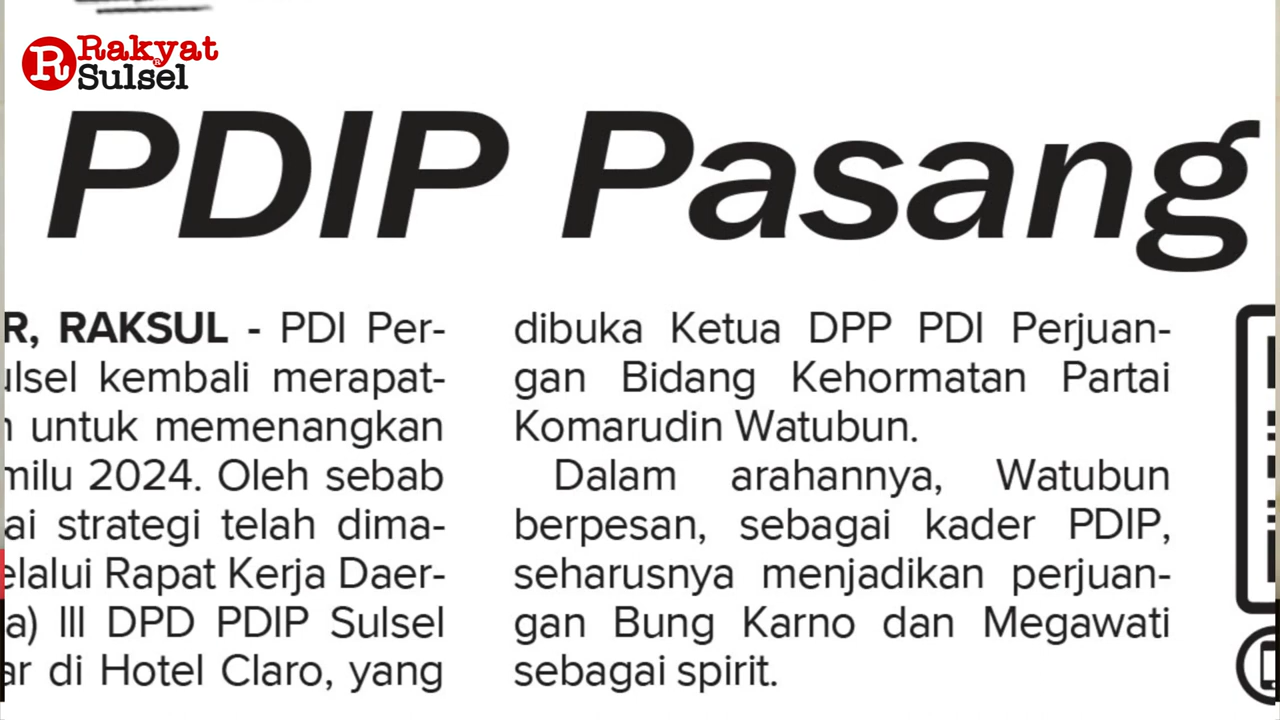 Rakyat
Sulsel
PDIP Pasang
R, RAKSUL - PDI Per-
ulsel kembali merapat-
untuk memenangkan
milu 2024. Oleh sebab
ai strategi telah dima-
elalui Rapat Kerja Daer-
a) III DPD PDIP Sulsel
ar di Hotel Claro, yang
dibuka Ketua DPP PDI Perjuan-
gan Bidang Kehormatan Partai
Komarudin Watubun.
Dalam arahannya, Watubun
berpesan, sebagai kader PDIP,
seharusnya menjadikan perjuan-
gan Bung Karno dan Megawati
sebagai spirit.